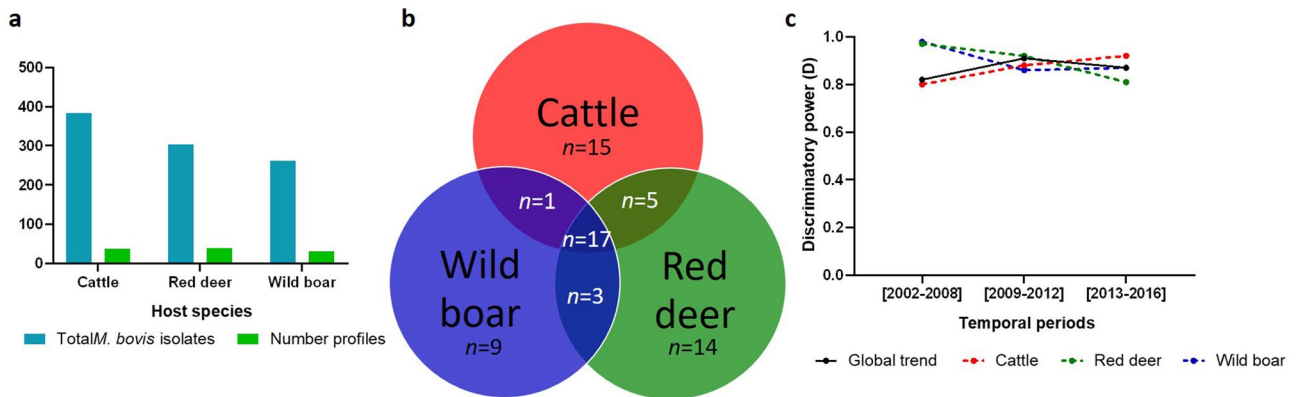 a
500
400
300
200
100
0
Cattle Red deer Wild boar
Host species
TotalM. bovis isolates Number profiles
b
Cattle
n=15
n=1 n=5
n=17
Wild
boar
n=9
n=3
Red
deer
n=14
c
Discriminatory power (D)
1.0
0.8
0.6
0.4
0.2
0.0
[2002-2008] [2009-2012] [2013-2016]
Temporal periods
Global trend Cattle Red deer Wild boar